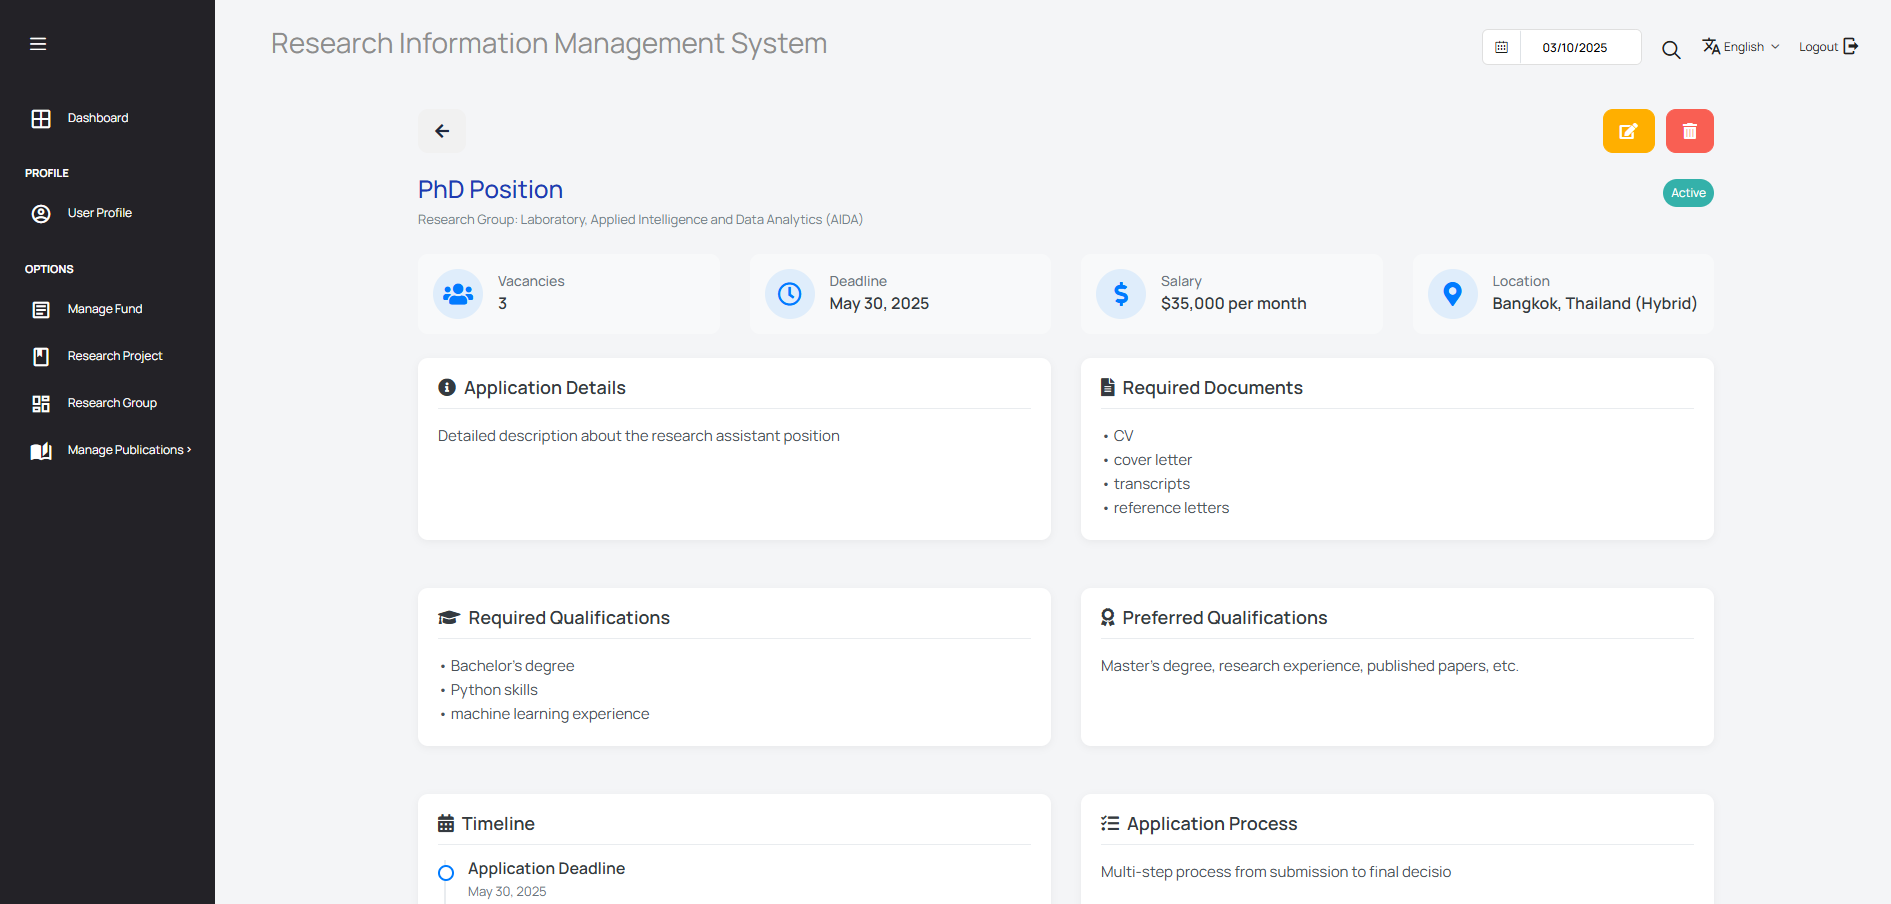 Research Information Management System
03/10/2025
English
Logout
Dashboard
PROFILE
User Profile
OPTIONS
Manage Fund
Research Project
Research Group
Manage Publications >
PhD Position
Active
Research Group: Laboratory, Applied Intelligence and Data Analytics (AIDA)
Vacancies
3
Deadline
May 30, 2025
Salary
$35,000 per month
Location
Bangkok, Thailand (Hybrid)
Application Details
Detailed description about the research assistant position
Required Documents
• CV
• cover letter
• transcripts
• reference letters
Required Qualifications
• Bachelor's degree
• Python skills
• machine learning experience
Preferred Qualifications
Master's degree, research experience, published papers, etc.
Timeline
Application Deadline
May 30, 2025
Application Process
Multi-step process from submission to final decisio